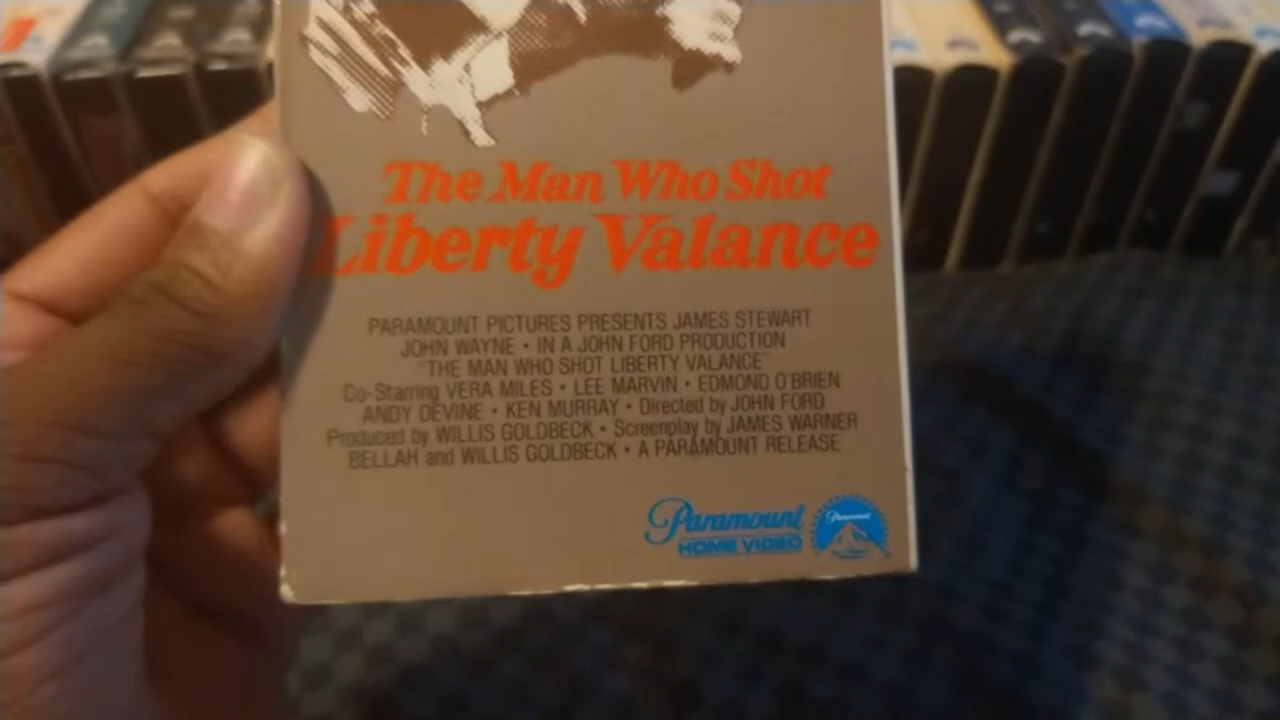 The Man Who Shot
Liberty Valance
PARAMOUNT PICTURES PRESENTS JAMES STEWART
JOHN WAYNE • IN A JOHN FORD PRODUCTION
"THE MAN WHO SHOT LIBERTY VALANCE"
Co-Starring VERA MILES • LEE MARVIN • EDMOND O'BRIEN
ANDY DEVINE • KEN MURRAY • Directed by JOHN FORD
Produced by WILLIS GOLDBECK • Screenplay by JAMES WARNER
BELLAH and WILLIS GOLDBECK • A PARAMOUNT RELEASE
Paramount
HOME VIDEO
Paramount